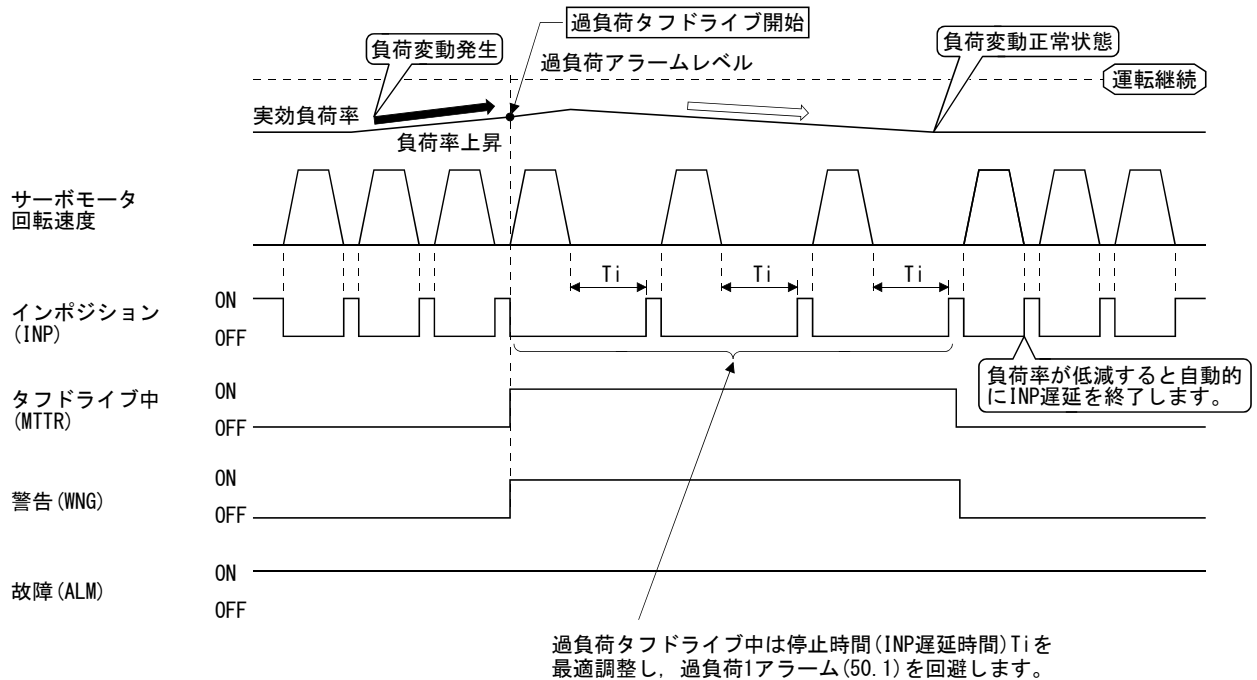 過負荷タフドライブ開始
負荷変動発生
負荷変動正常状態
過負荷アラームレベル
運転継続
実効負荷率
負荷率上昇
サーボモータ
回転速度
Ti
Ti
Ti
インポジション
(INP)
ON
OFF
負荷率が低減すると自動的
にINP遅延を終了します。
タフドライブ中
(MTTR)
ON
OFF
警告(WNG)
ON
OFF
故障(ALM)
ON
OFF
過負荷タフドライブ中は停止時間(INP遅延時間)Tiを
最適調整し，過負荷1アラーム(50.1)を回避します。